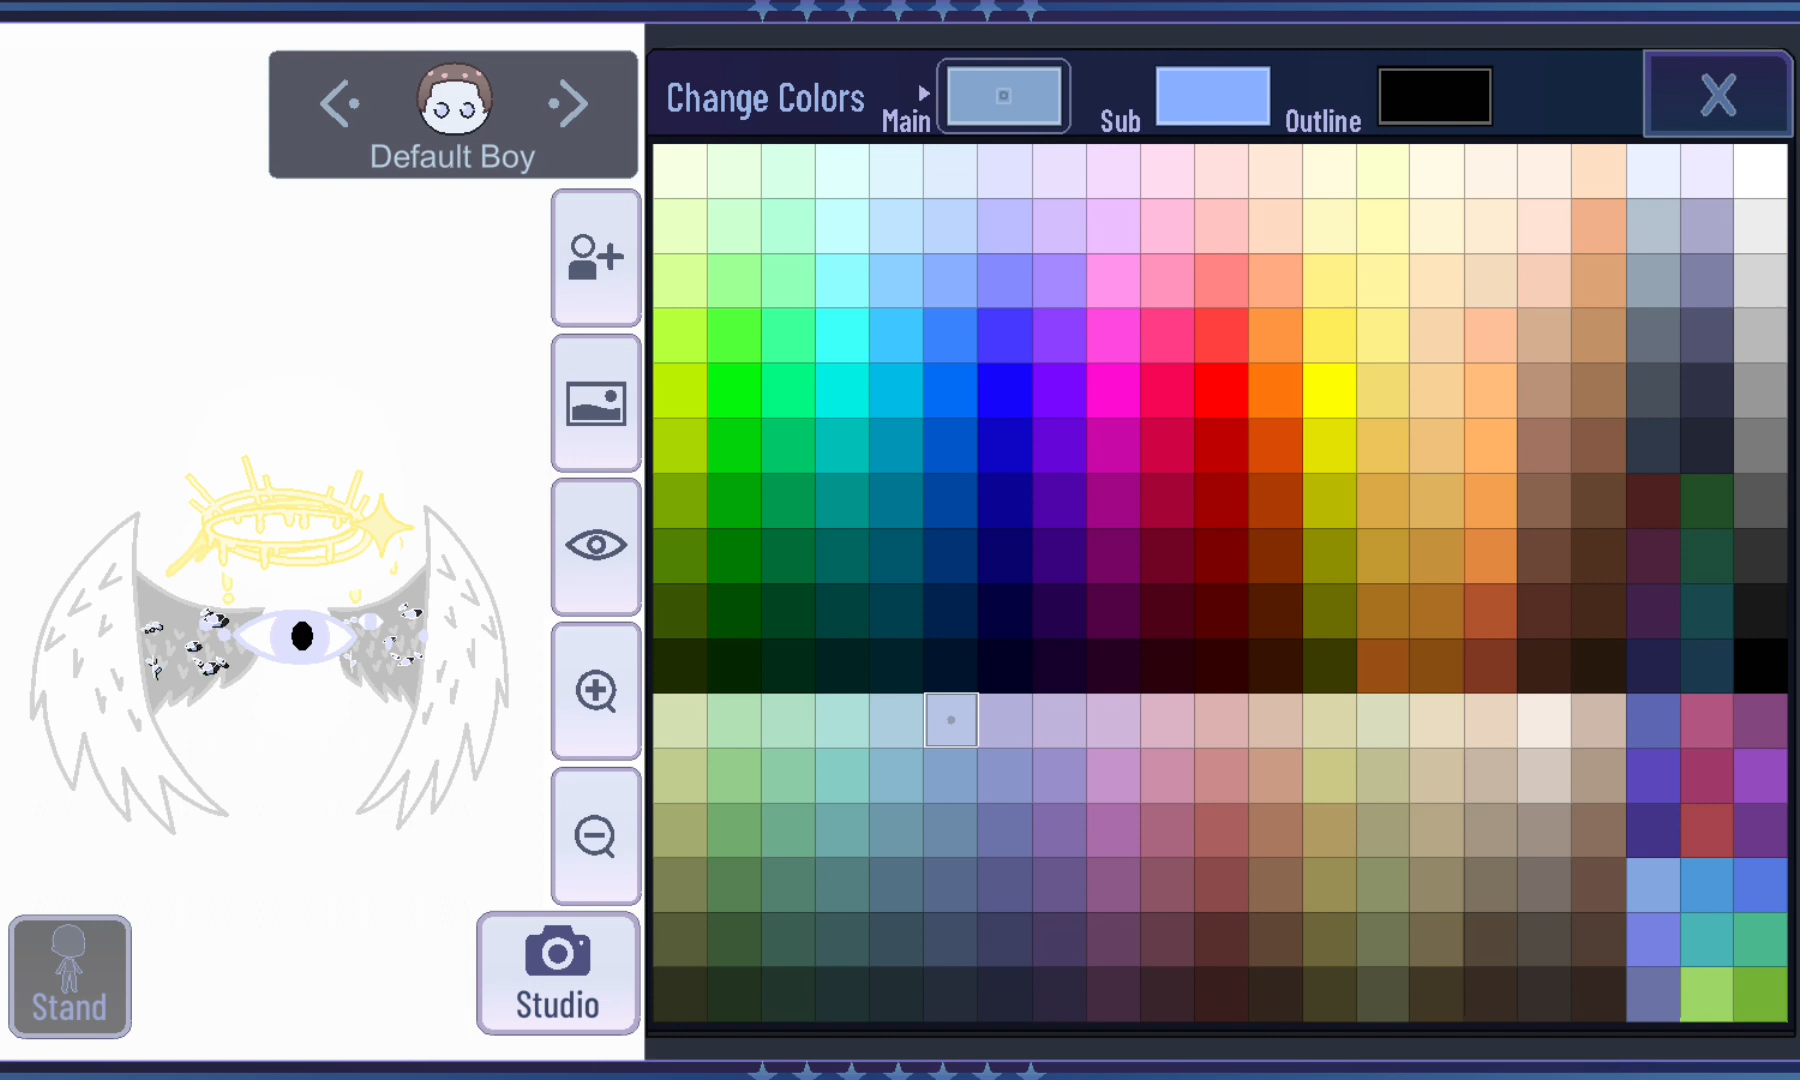 Default Boy
Change Colors
Main
Sub
Outline
Stand
Studio